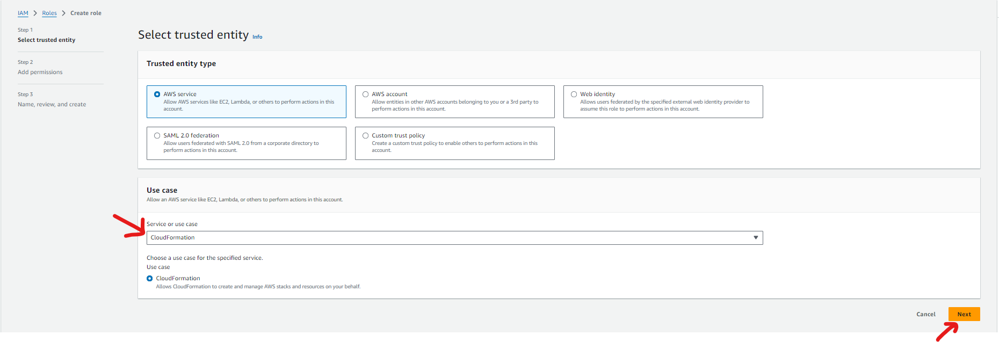 IAM > Roles > Create role
Step 1
Select trusted entity
Step 2
Add permissions
Step 3
Name, review, and create
Select trusted entity Info
Trusted entity type
AWS service
Allow AWS services like EC2, Lambda, or others to perform actions in this
account.
AWS account
Allow entities in other AWS accounts belonging to you or a 3rd party to
perform actions in this account.
Web identity
Allows users federated by the specified external web identity provider to
assume this role to perform actions in this account.
SAML 2.0 federation
Allow users federated with SAML 2.0 from a corporate directory to
perform actions in this account.
Custom trust policy
Create a custom trust policy to enable others to perform actions in this
account.
Use case
Allow an AWS service like EC2, Lambda, or others to perform actions in this account.
Service or use case
CloudFormation
Choose a use case for the specified service.
Use case
CloudFormation
Allows CloudFormation to create and manage AWS stacks and resources on your behalf.
Cancel
Next